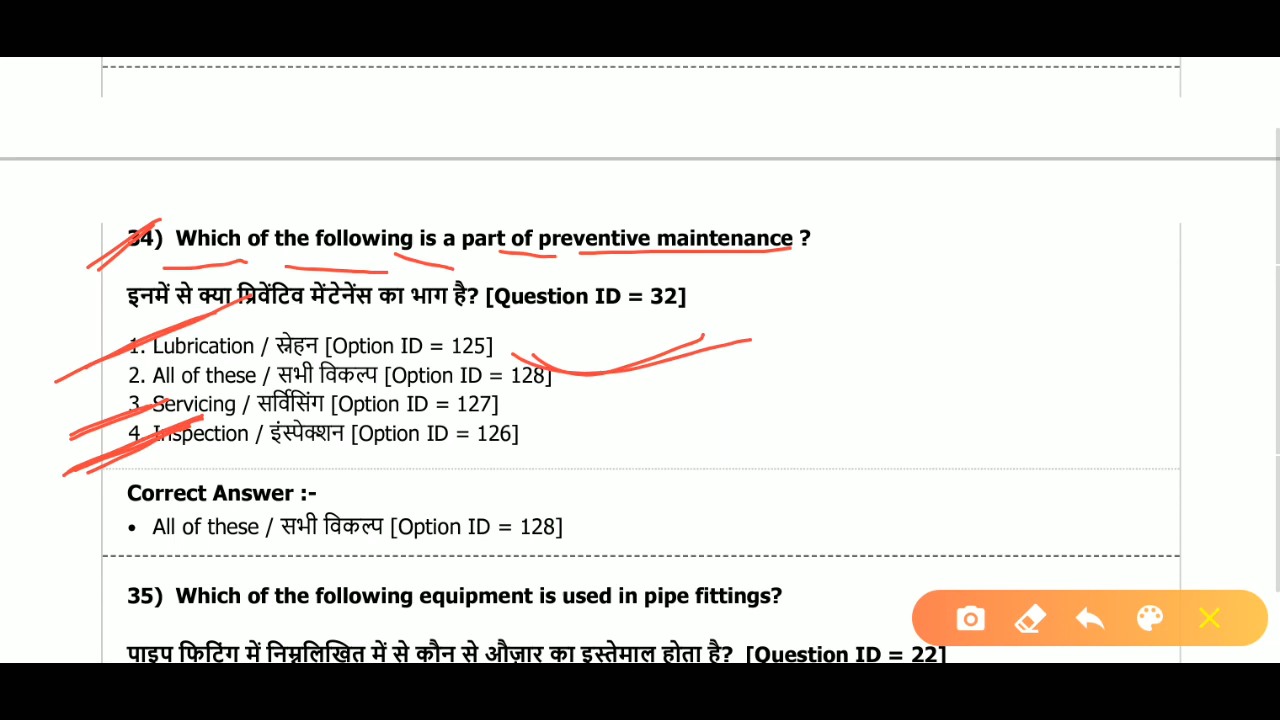 34) Which of the following is a part of preventive maintenance ?
इनमें से क्या प्रिवेंटिव मेंटेनेंस का भाग है? [Question ID = 32]
1. Lubrication / स्नेहन [Option ID = 125]
2. All of these / सभी विकल्प [Option ID = 128]
3. Servicing / सर्विसिंग [Option ID = 127]
4. Inspection / इंस्पेक्शन [Option ID = 126]
Correct Answer :-
• All of these / सभी विकल्प [Option ID = 128]
35) Which of the following equipment is used in pipe fittings?
पाइप फिटिंग में निम्नलिखित में से कौन से औज़ार का इस्तेमाल होता है? [Question ID = 22]